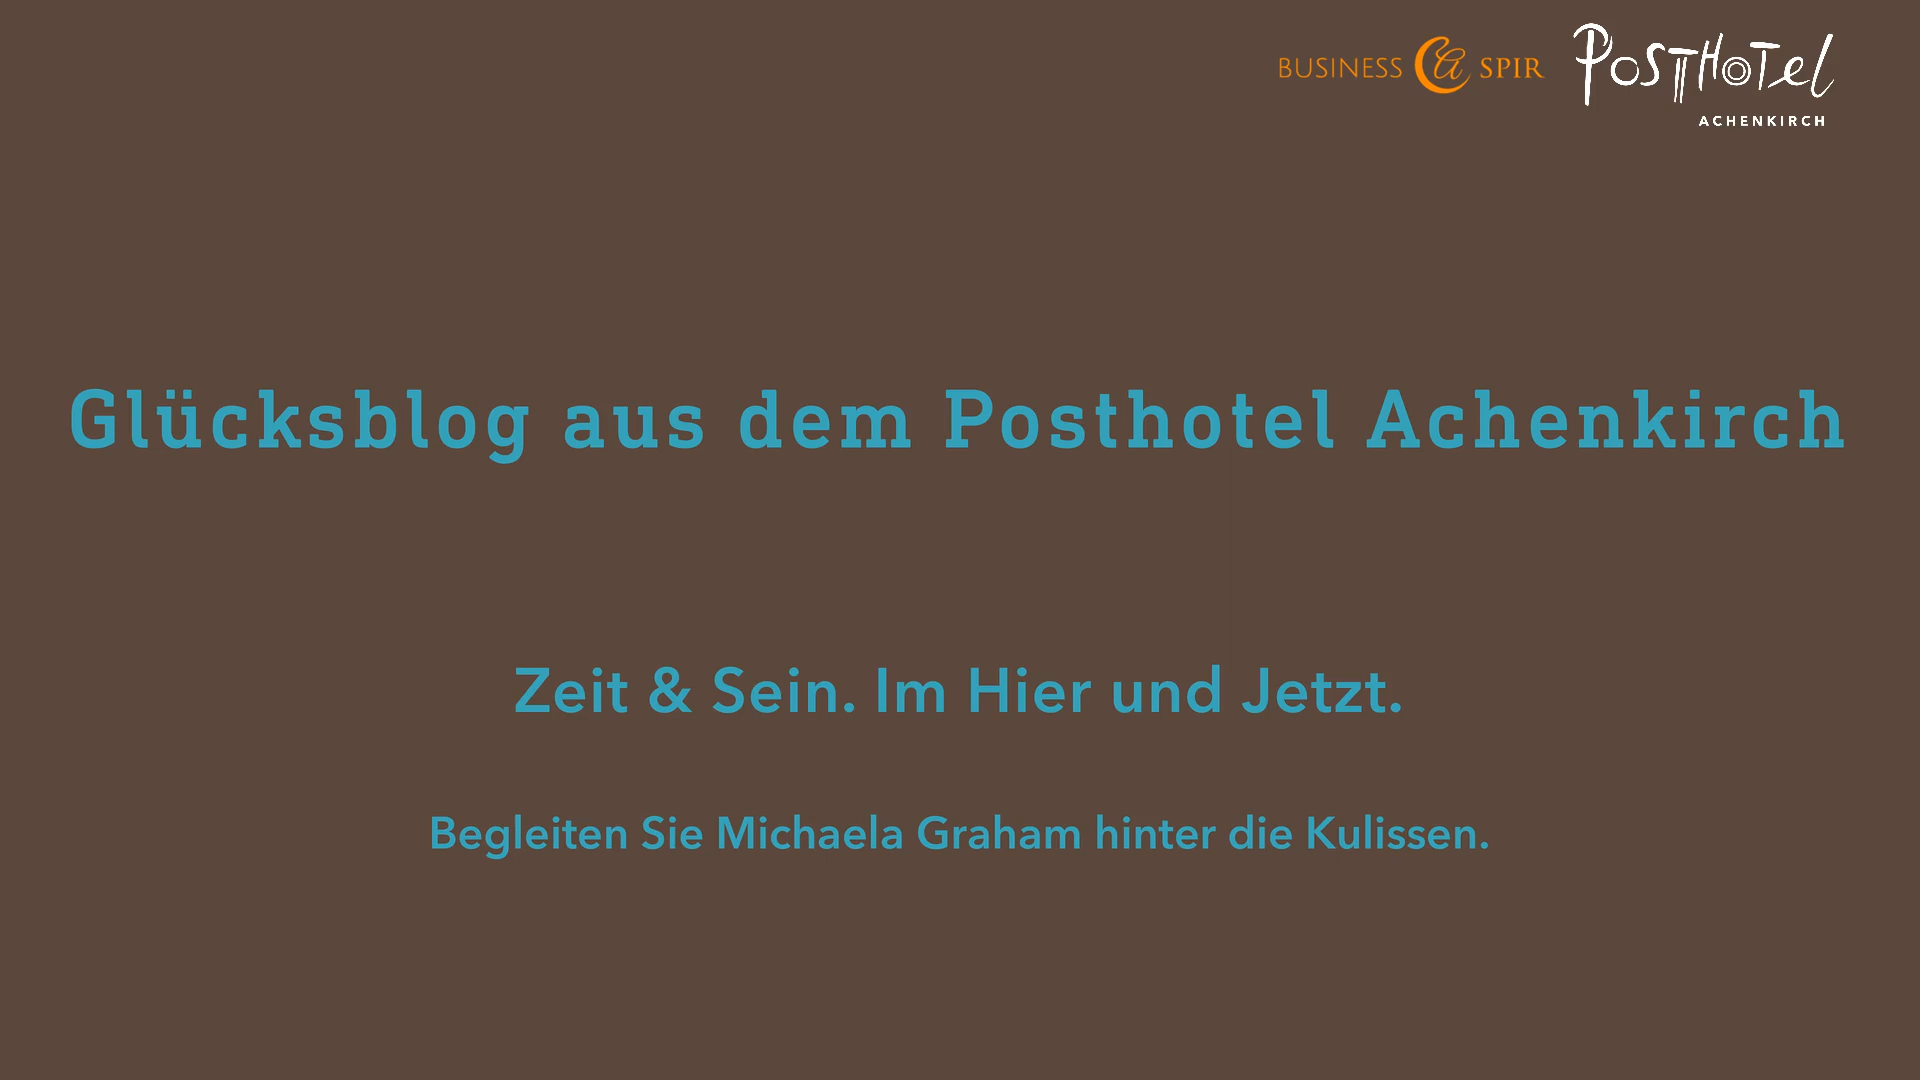 BUSINESS & SPIR
POSTHOTEL
ACHENKIRCH
Glücksblog aus dem Posthotel Achenkirch
Zeit & Sein. Im Hier und Jetzt.
Begleiten Sie Michaela Graham hinter die Kulissen.